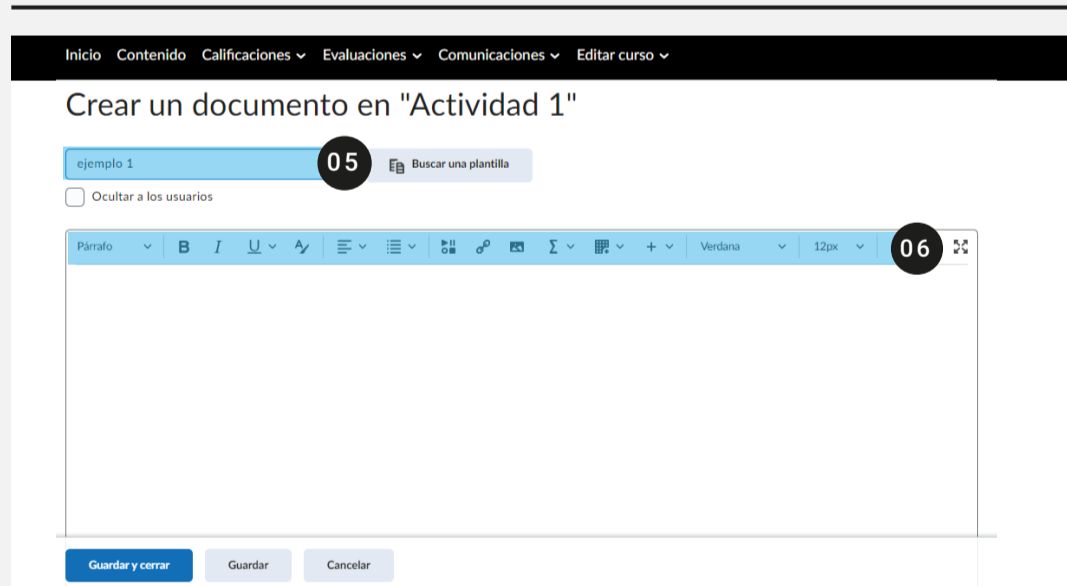 Inicio Contenido Calificaciones Evaluaciones Comunicaciones Editar curso
Crear un documento en "Actividad 1"
ejemplo 1 05 Buscar una plantilla
Ocultar a los usuarios
Párrafo B I U A Σ + Verdana 12px 06
Guardar y cerrar Guardar Cancelar